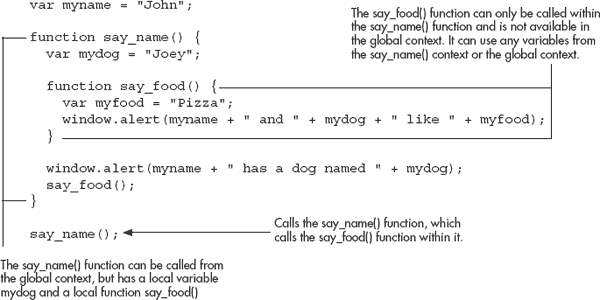 var myname = "John";
function say_name() {
var mydog = "Joey";
function say_food() {
var myfood = "Pizza";
window.alert(myname + " and " + mydog + " like " + myfood);
}
window.alert(myname + " has a dog named " + mydog);
say_food();
}
say_name();
The say_food() function can only be called within
the say_name() function and is not available in
the global context. It can use any variables from
the say_name() context or the global context.
Calls the say_name() function, which
calls the say_food() function within it.
The say_name() function can be called from
the global context, but has a local variable
mydog and a local function say_food()